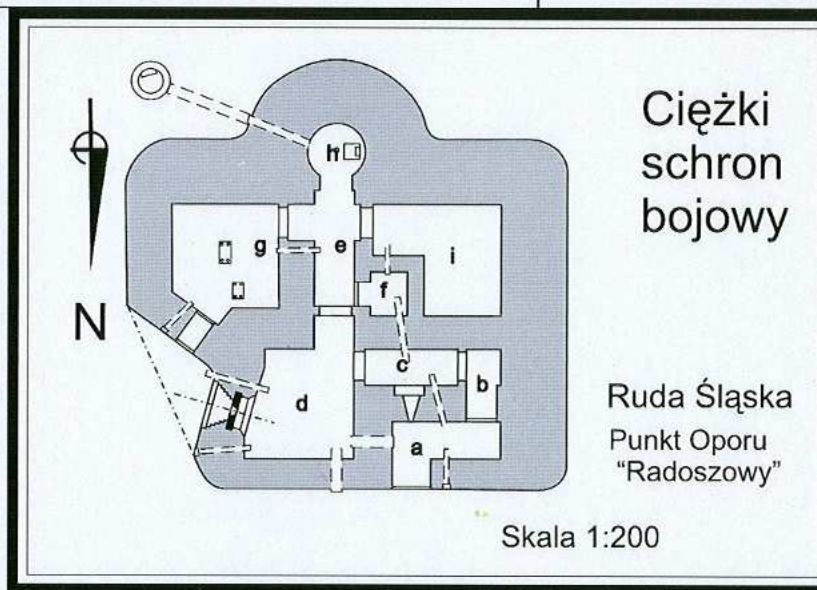 Ciężki
schron
bojowy
N
h
g
e
i
f
c
b
d
a
Ruda Śląska
Punkt Oporu
"Radoszowy"
Skala 1:200